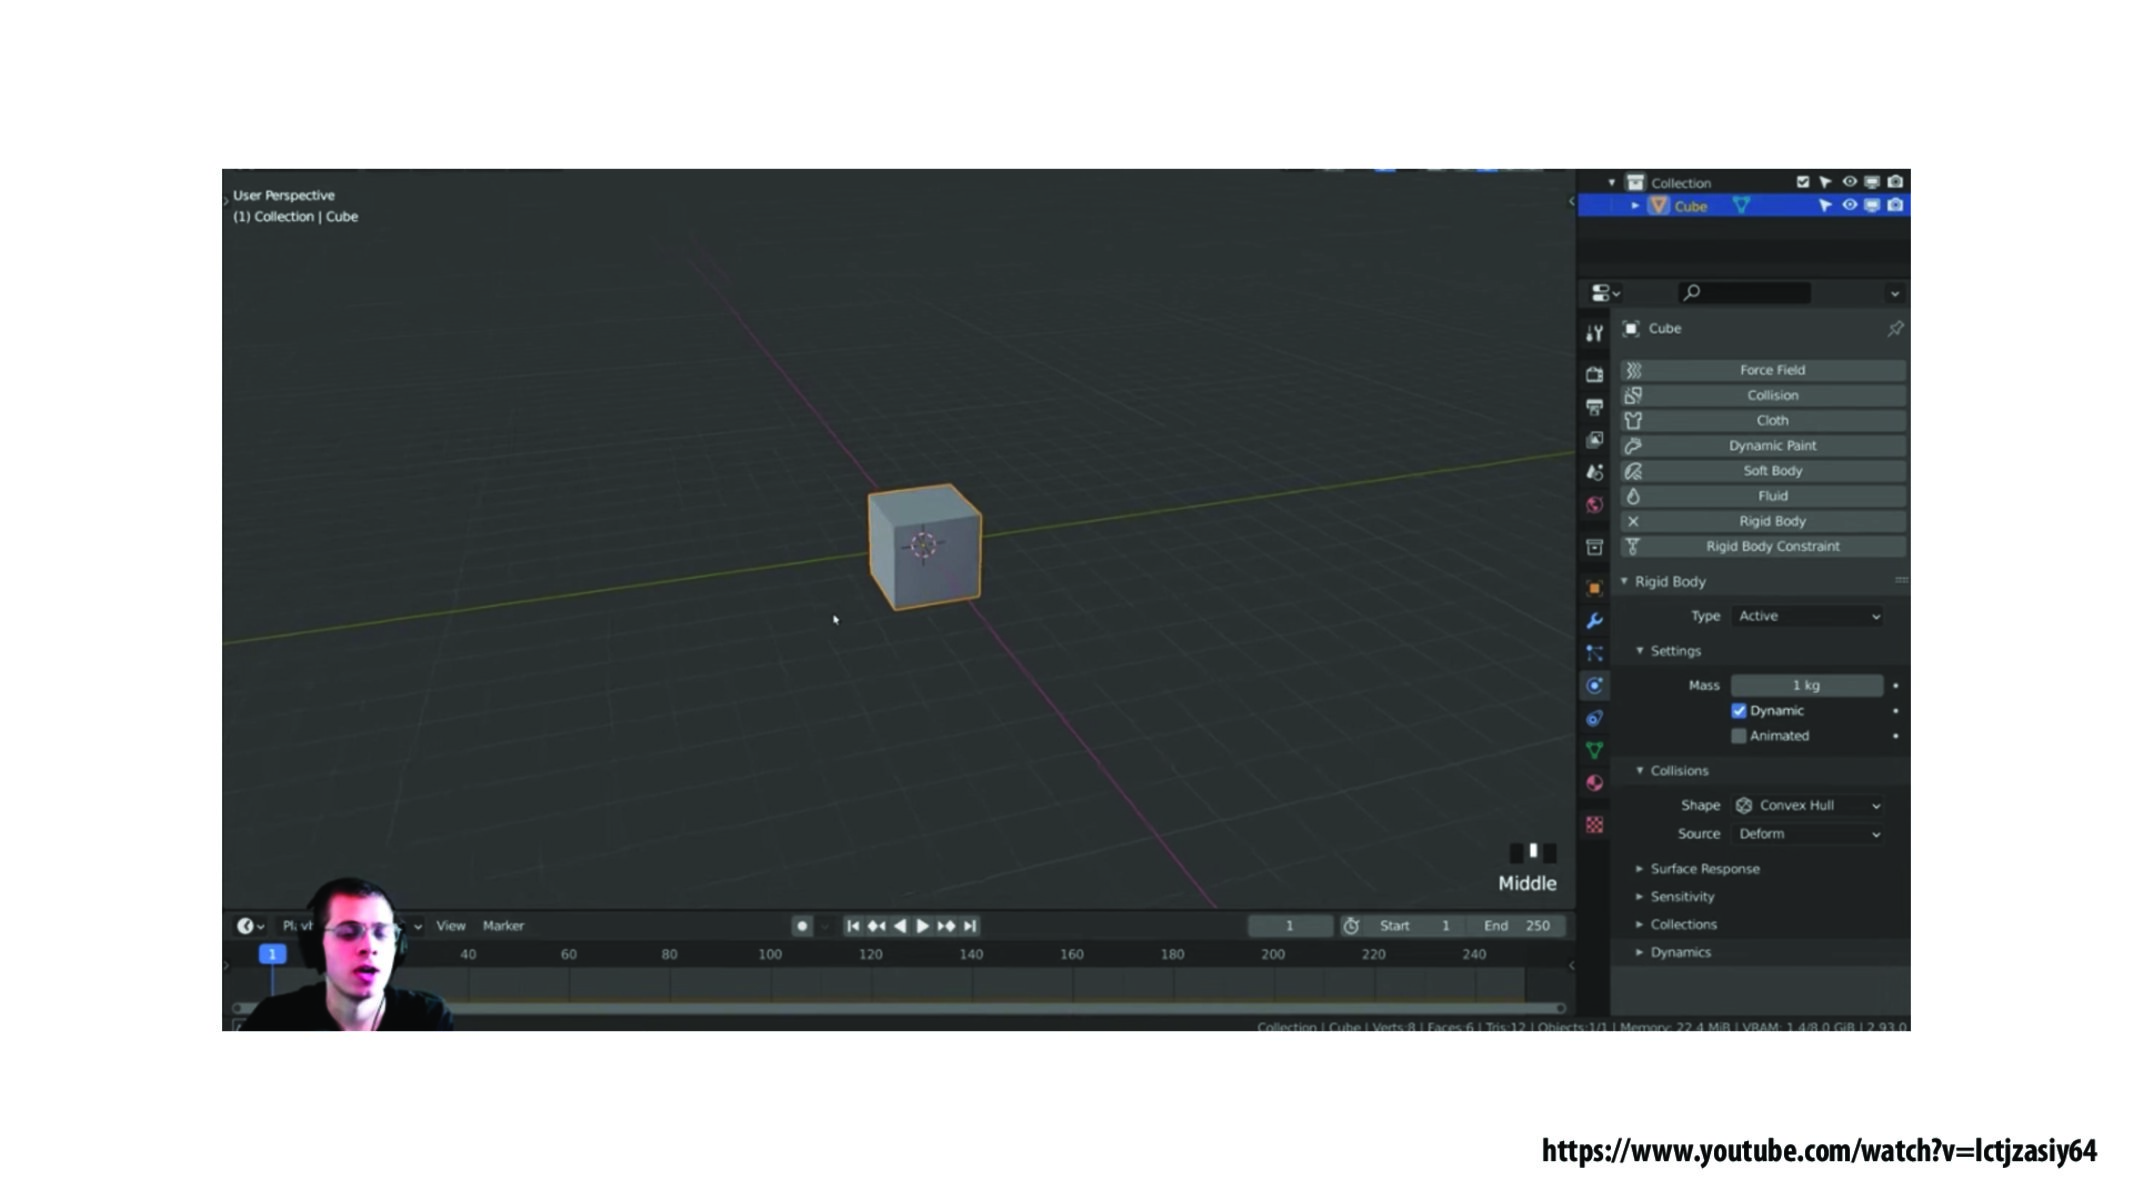 User Perspective
(1) Collection | Cube
Collection
Cube
Cube
Force Field
Collision
Cloth
Dynamic Paint
Soft Body
Fluid
Rigid Body
Rigid Body Constraint
Rigid Body
Type Active
Settings
Mass 1 kg
Dynamic
Animated
Collisions
Shape Convex Hull
Source Deform
Surface Response
Sensitivity
Collections
Dynamics
Middle
View Marker 1 Start 1 End 250
1 40 60 80 100 120 140 160 180 200 220 240
Collection | Cube | Verts:8 | Faces:6 | Tris:12 | Objects:1/1 | Memory: 22.4 MiB | VRAM: 1.4/8.0 GiB | 2.93.0
https://www.youtube.com/watch?v=lctjzasiy64